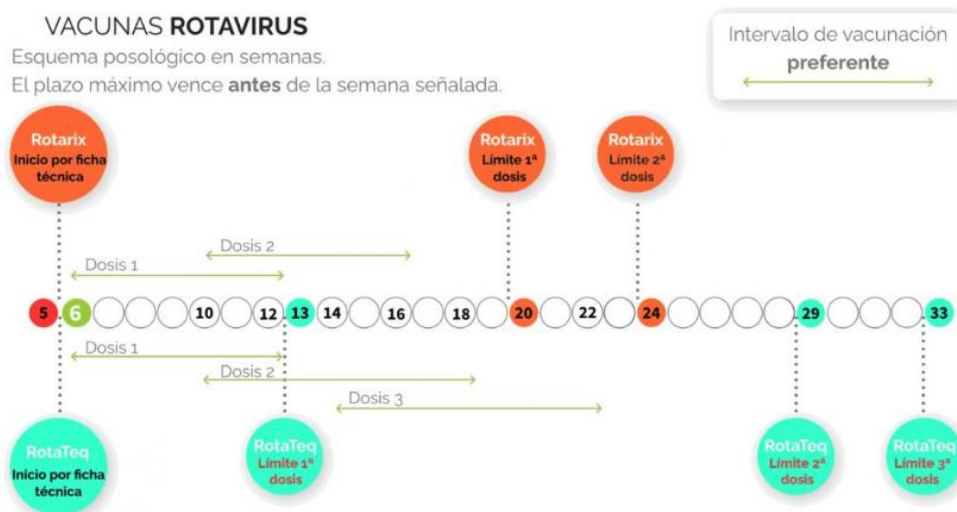 VACUNAS ROTAVIRUS
Esquema posológico en semanas.
El plazo máximo vence antes de la semana señalada.
Intervalo de vacunación
preferente
Rotarix
Inicio por ficha
técnica
Rotarix
Límite 1ª
dosis
Rotarix
Límite 2ª
dosis
Dosis 2
Dosis 1
5 6 10 12 13 14 16 18 20 22 24 29 33
Dosis 1
Dosis 2
Dosis 3
RotaTeq
Inicio por ficha
técnica
RotaTeq
Límite 1ª
dosis
RotaTeq
Límite 2ª
dosis
RotaTeq
Límite 3ª
dosis